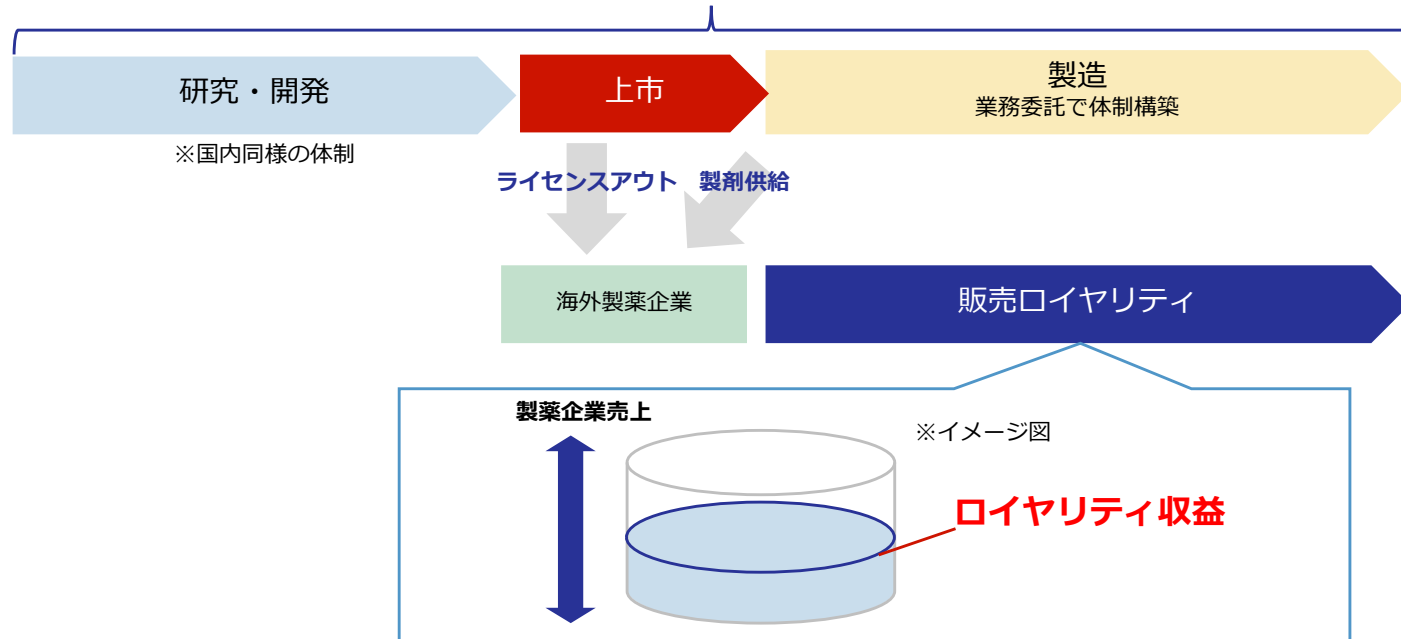 研究・開発
上市
製造
業務委託で体制構築
※国内同様の体制
ライセンスアウト
製剤供給
海外製薬企業
販売ロイヤリティ
製薬企業売上
※イメージ図
ロイヤリティ収益